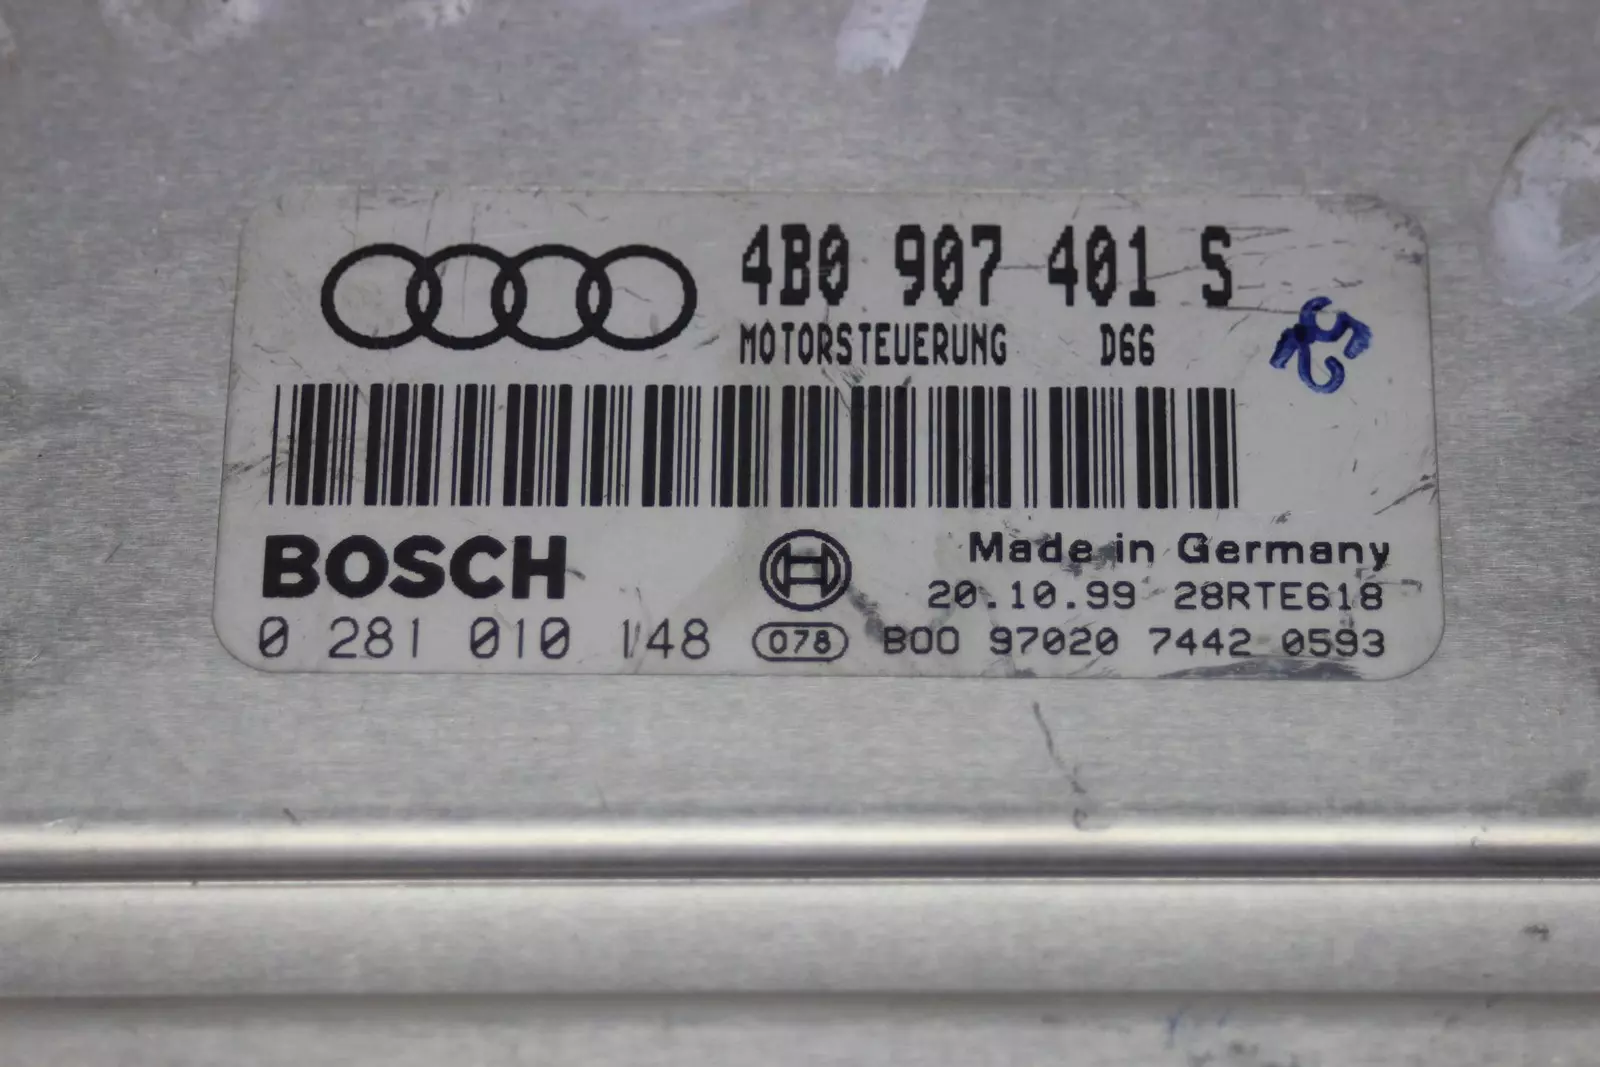 4B0 907 401 S
MOTORSTEUERUNG D66
BOSCH
Made in Germany
20.10.99 28RTE618
0 281 010 148 078 B00 97020 7442 0593